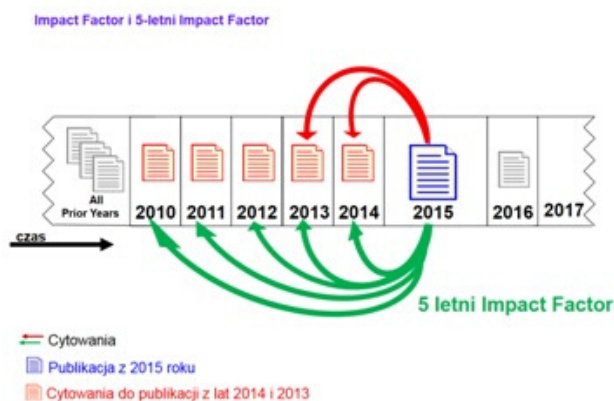 Impact Factor i 5-letni Impact Factor
All
Prior Years
2010
2011
2012
2013
2014
2015
2016
2017
czas
5 letni Impact Factor
Cytowania
Publikacja z 2015 roku
Cytowania do publikacji z lat 2014 i 2013